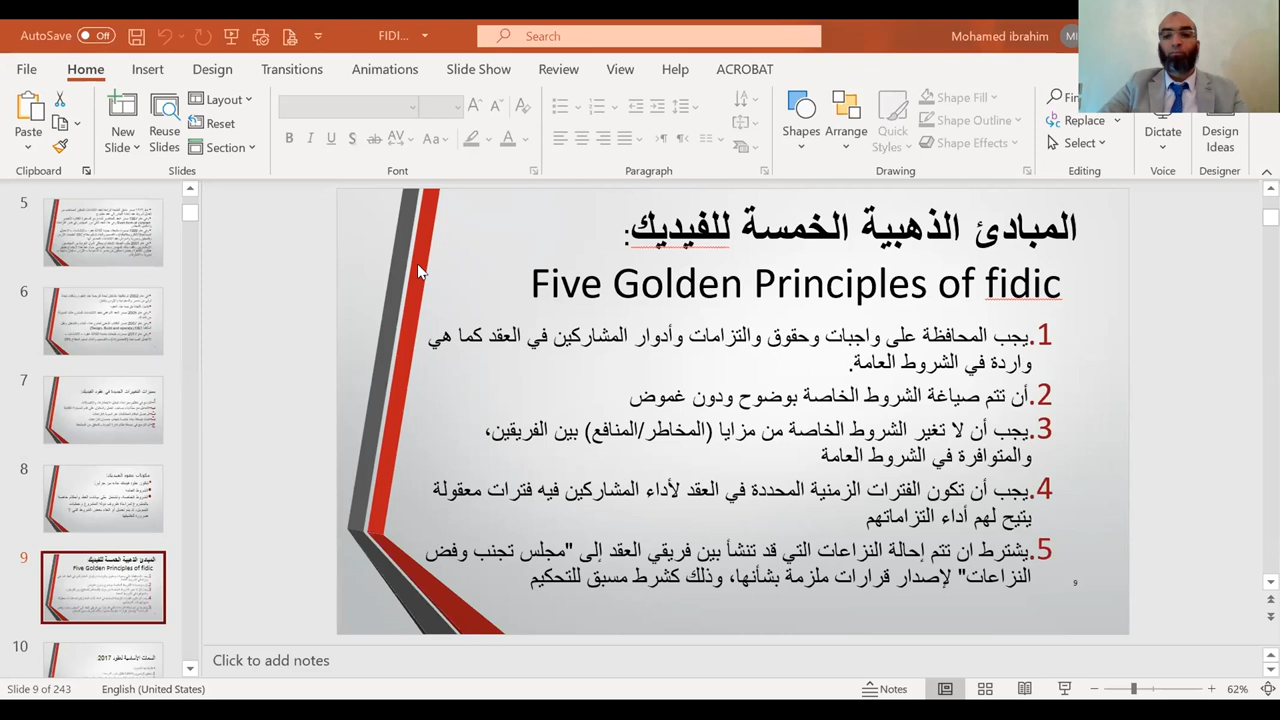 AutoSave Off FIDI... Search Mohamed ibrahim MI
File Home Insert Design Transitions Animations Slide Show Review View Help ACROBAT
Paste New Slide Reuse Slides Layout Reset Section Shapes Arrange Quick Styles Shape Fill Shape Outline Shape Effects Replace Select Dictate Design Ideas
Clipboard Slides Font Paragraph Drawing Editing Voice Designer
5
6
7
8
9
10
المبادئ الذهبية الخمسة للفيديك:
Five Golden Principles of fidic
1.يجب المحافظة على واجبات وحقوق والتزامات وأدوار المشاركين في العقد كما هي
واردة في الشروط العامة.
2.أن تتم صياغة الشروط الخاصة بوضوح ودون غموض
3.يجب أن لا تغير الشروط الخاصة من مزايا (المخاطر/المنافع) بين الفريقين،
والمتوافرة في الشروط العامة
4.يجب أن تكون الفترات الزمنية المحددة في العقد لأداء المشاركين فيه فترات معقولة
يتيح لهم أداء التزاماتهم
5.يشترط ان تتم إحالة النزاعات التي قد تنشأ بين فريقي العقد إلى "مجلس تجنب وفض
النزاعات" لإصدار قرارات ملزمة بشأنها، وذلك كشرط مسبق للتحكيم
9
Click to add notes
Slide 9 of 243 English (United States) Notes 62%